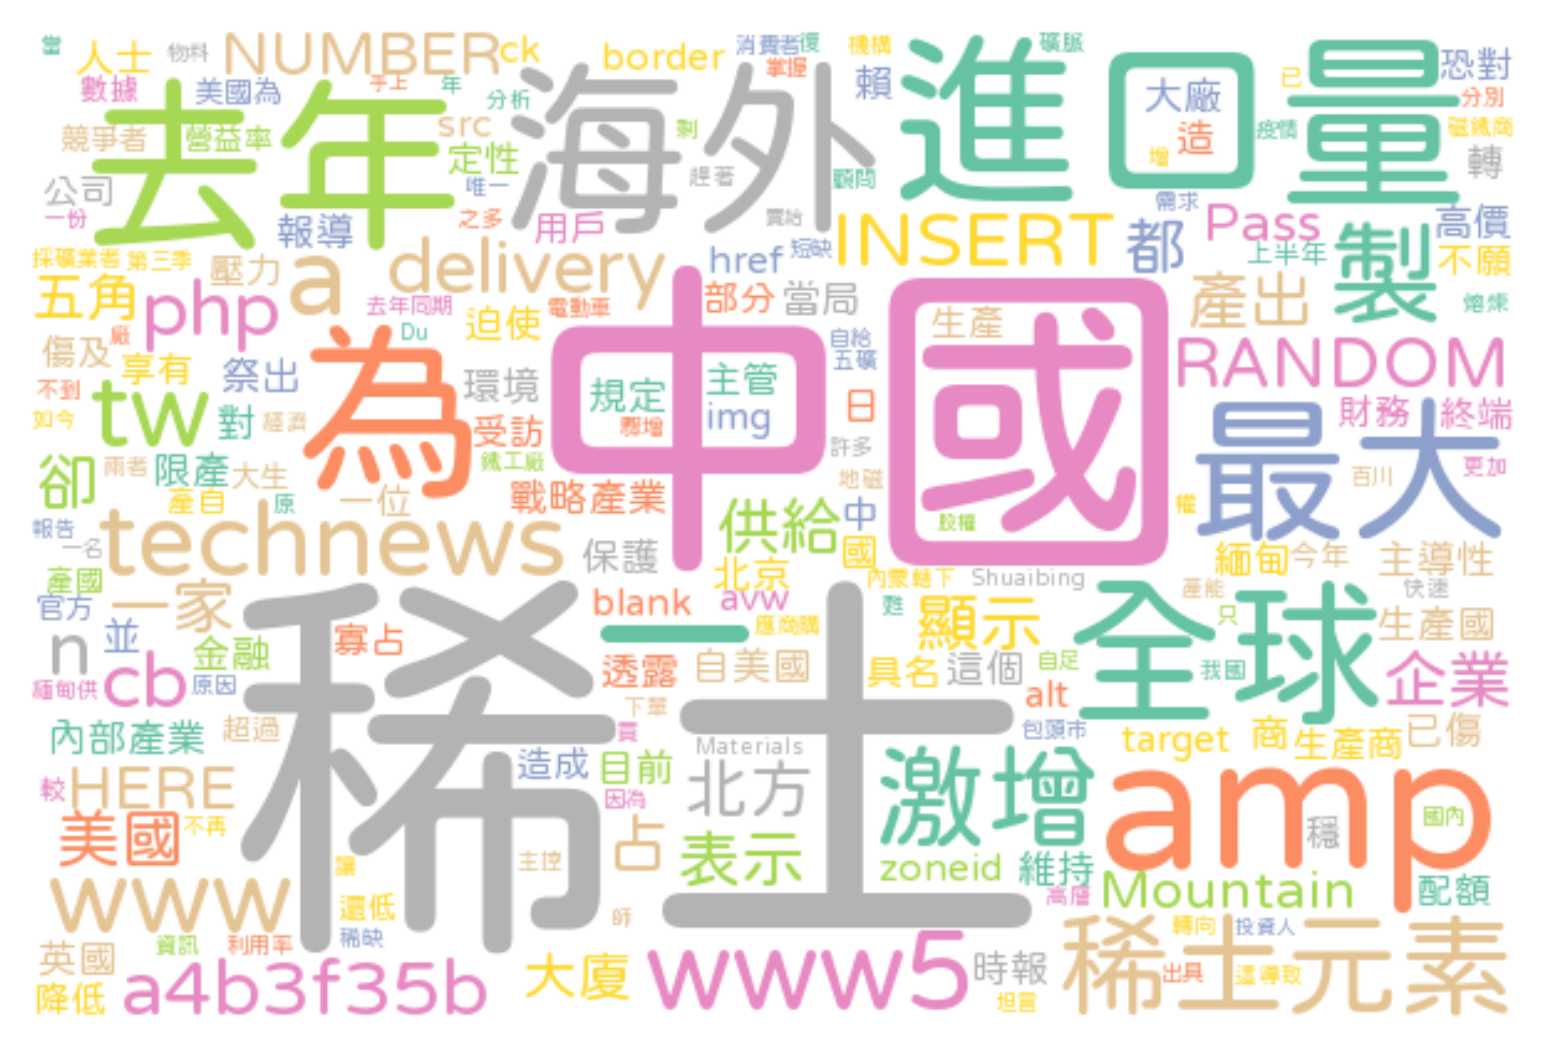 人士 物料 NUMBER ck border 消費者 復 機構 礦脈
數據 美國為 手上 年 分析 海外 掌握 賴 進口量 大廠 已 恐對 分別
競爭者 營益率 去年 src 定性 剩 造 增 疫情 磁鐵商
公司 唯一 趕著 顧問 轉
一份 報導 之多 用戶 賣給 INSERT 都 需求 Pass 高價
採礦業者 第三季 壓力 a delivery href 短缺 上半年 製 不願
五角 php 去年同期 電動車 部分 當局 生產 產出 熔煉
廠 Du 迫使 自給
傷及 享有 祭出 為 環境 中國 規定 主管 五礦 RANDOM
不到 tw 對 經濟 受訪 驟增 img 日 最大 財務 終端
如今 鐵工廠 許多
卻 兩者 限產 大生 戰略產業 地磁 百川 更加
產自 原 一位 供給 中 股權 權
報告 一名 technews 保護 國 緬甸 今年 主導性
產國 北京 內蒙轄下 Shuaibing 產能 快速
官方 一家 blank avw 甦 顯示 全球 只 生產國
n 並 金融 寡占 一 應商購
緬甸供 cb 原因 稀土 透露 自美國 具名 這個 自足 我國 企業
下單 alt
內部產業 超過 買 Materials 包頭市 target 商 生產商 已傷
較 HERE 造成 目前 北方 激增 amp
因為
美國 不再 占 表示 穩 國內
讓 主控 zoneid 維持
www 還低 高層 Mountain 配額
稀缺 師 轉向 投資人
英國 資訊 利用率 大廈 www5 時報 稀土元素
降低 a4b3f35b 坦言 出具 這導致